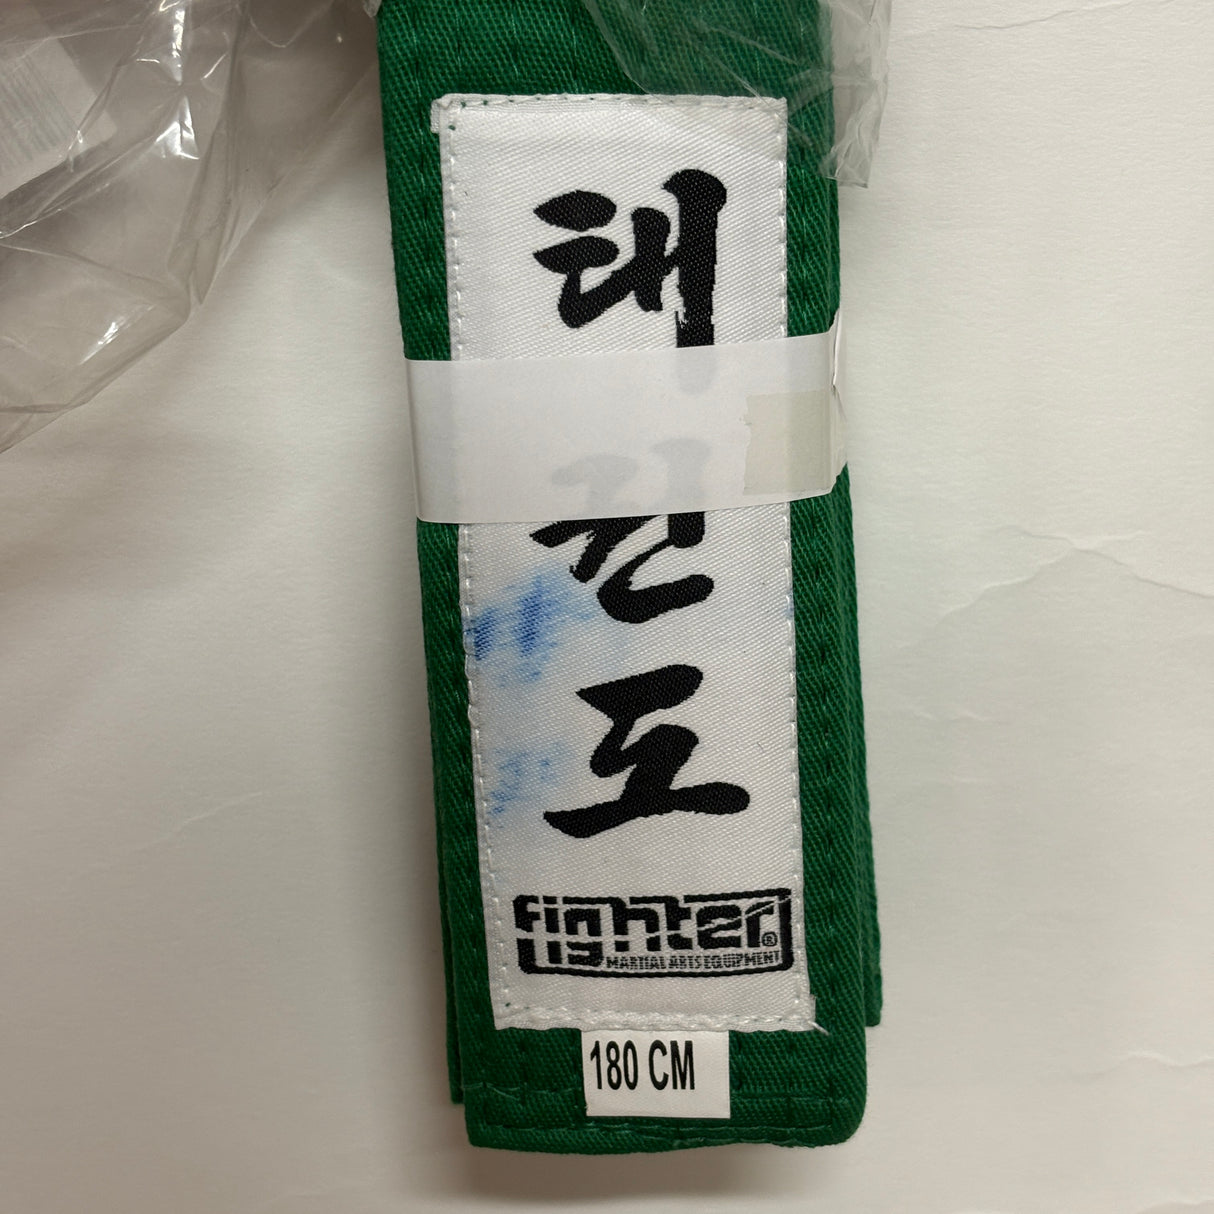 태
권
도
fighter®
MARTIAL ARTS EQUIPMENT
180 CM